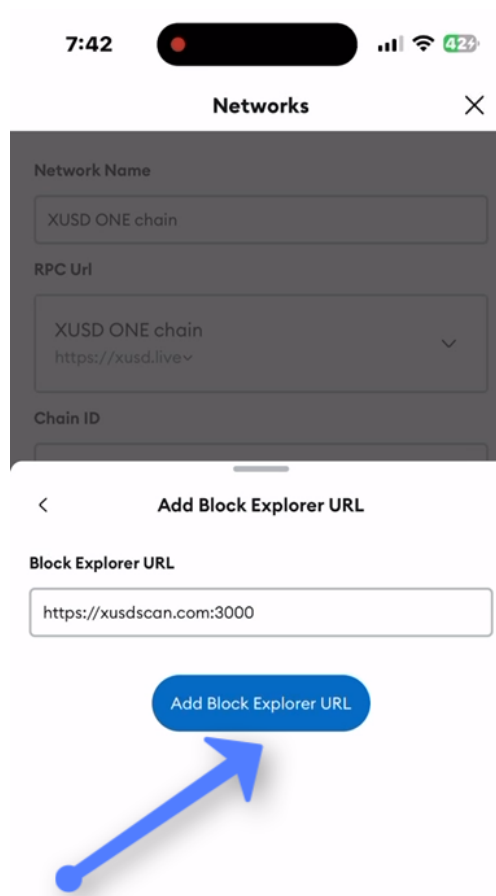 7:42
42
Networks
Network Name
XUSD ONE chain
RPC Url
XUSD ONE chain
https://xusd.live
Chain ID
Add Block Explorer URL
Block Explorer URL
https://xusdscan.com:3000
Add Block Explorer URL